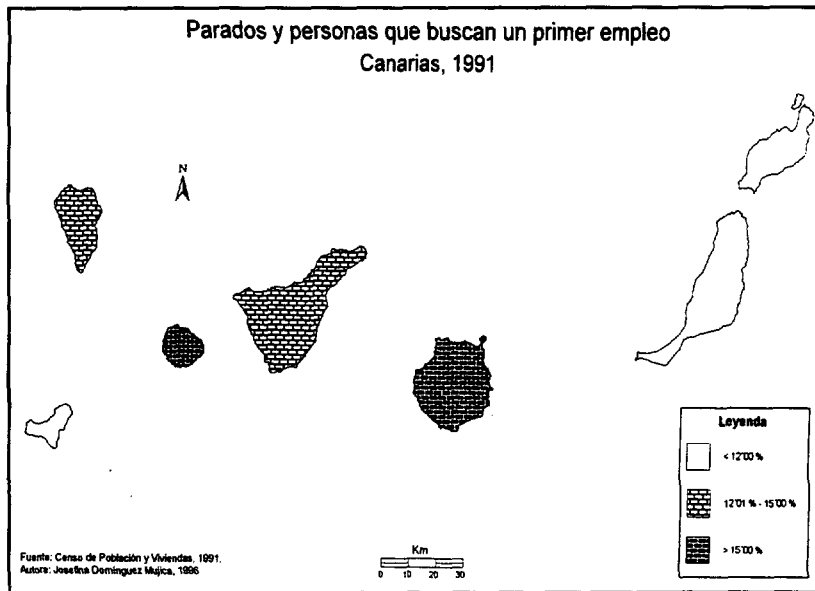 Parados y personas que buscan un primer empleo
Canarias, 1991
N
Leyenda
< 12'00 %
12'01 % - 15'00 %
> 15'00 %
Km
0 10 20 30
Fuente: Censo de Población y Viviendas, 1991.
Autora: Josefina Domínguez Mujica, 1996